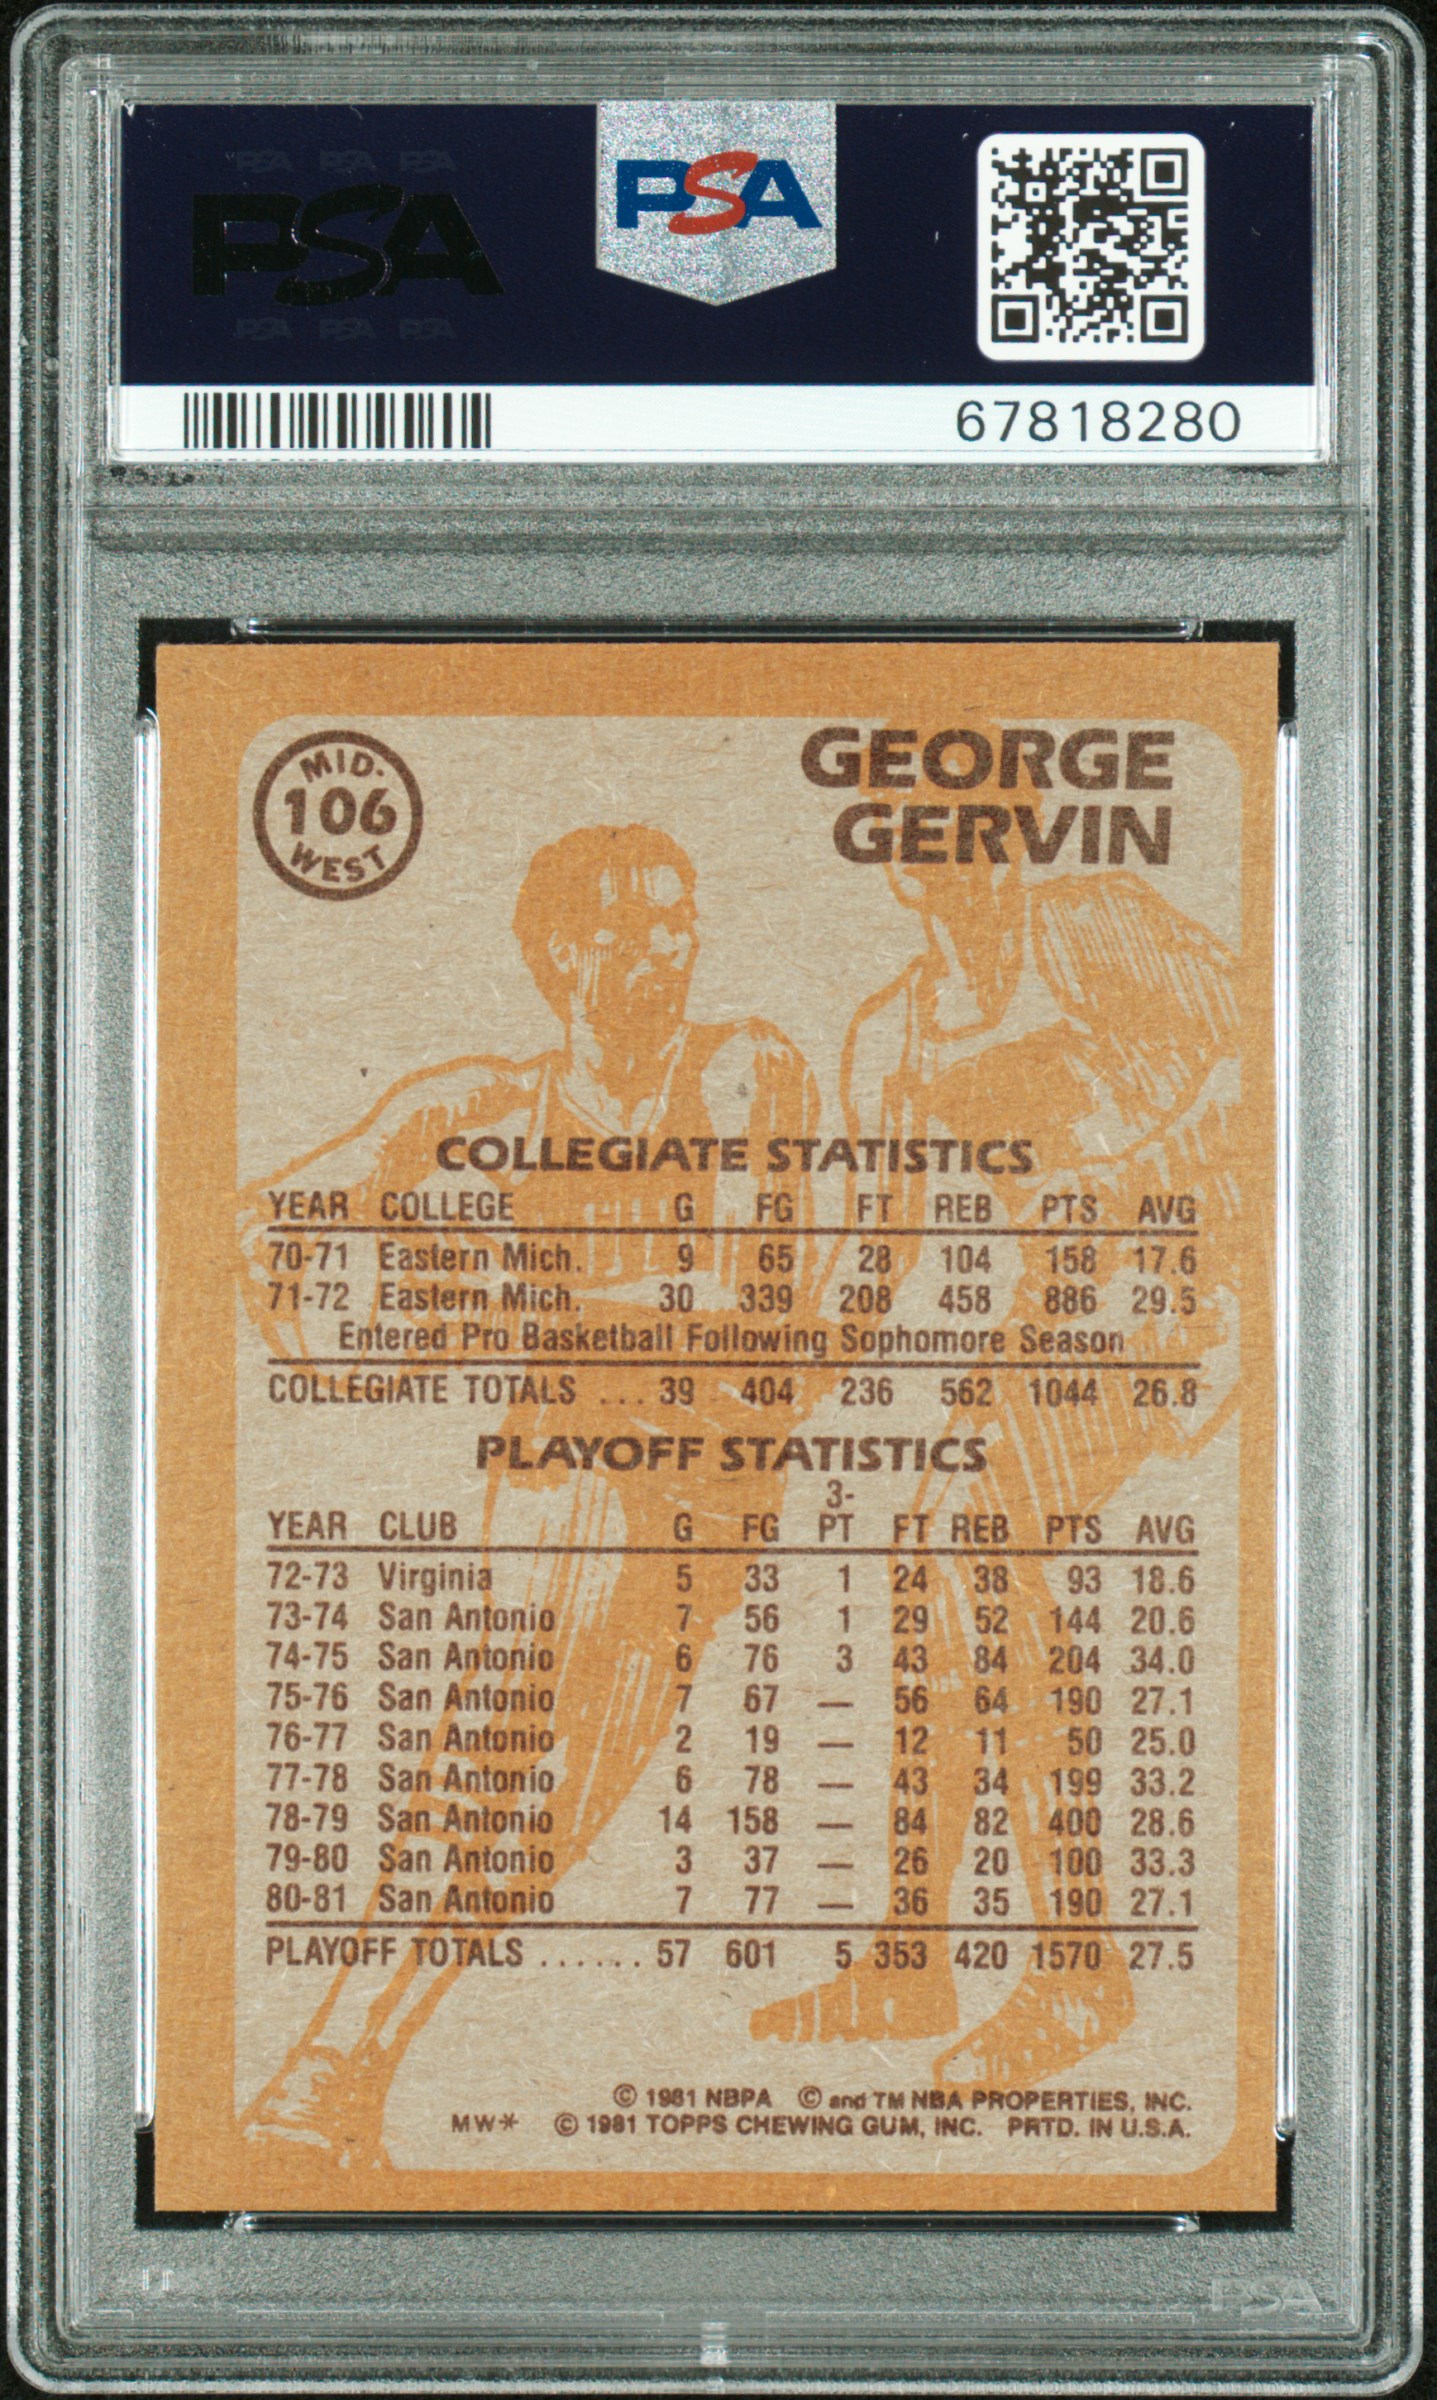 PSA PSA PSA
PSA
PSA PSA PSA
PSA
67818280
MID-
106
WEST
GEORGE
GERVIN
COLLEGIATE STATISTICS
YEAR COLLEGE G FG FT REB PTS AVG
70-71 Eastern Mich. 9 65 28 104 158 17.6
71-72 Eastern Mich. 30 339 208 458 886 29.5
Entered Pro Basketball Following Sophomore Season
COLLEGIATE TOTALS ... 39 404 236 562 1044 26.8
PLAYOFF STATISTICS
YEAR CLUB G FG 3-PT FT REB PTS AVG
72-73 Virginia 5 33 1 24 38 93 18.6
73-74 San Antonio 7 56 1 29 52 144 20.6
74-75 San Antonio 6 76 3 43 84 204 34.0
75-76 San Antonio 7 67 — 56 64 190 27.1
76-77 San Antonio 2 19 — 12 11 50 25.0
77-78 San Antonio 6 78 — 43 34 199 33.2
78-79 San Antonio 14 158 — 84 82 400 28.6
79-80 San Antonio 3 37 — 26 20 100 33.3
80-81 San Antonio 7 77 — 36 35 190 27.1
PLAYOFF TOTALS ...... 57 601 5 353 420 1570 27.5
© 1981 NBPA © and TM NBA PROPERTIES, INC.
MW* © 1981 TOPPS CHEWING GUM, INC. PRTD. IN U.S.A.
PSA